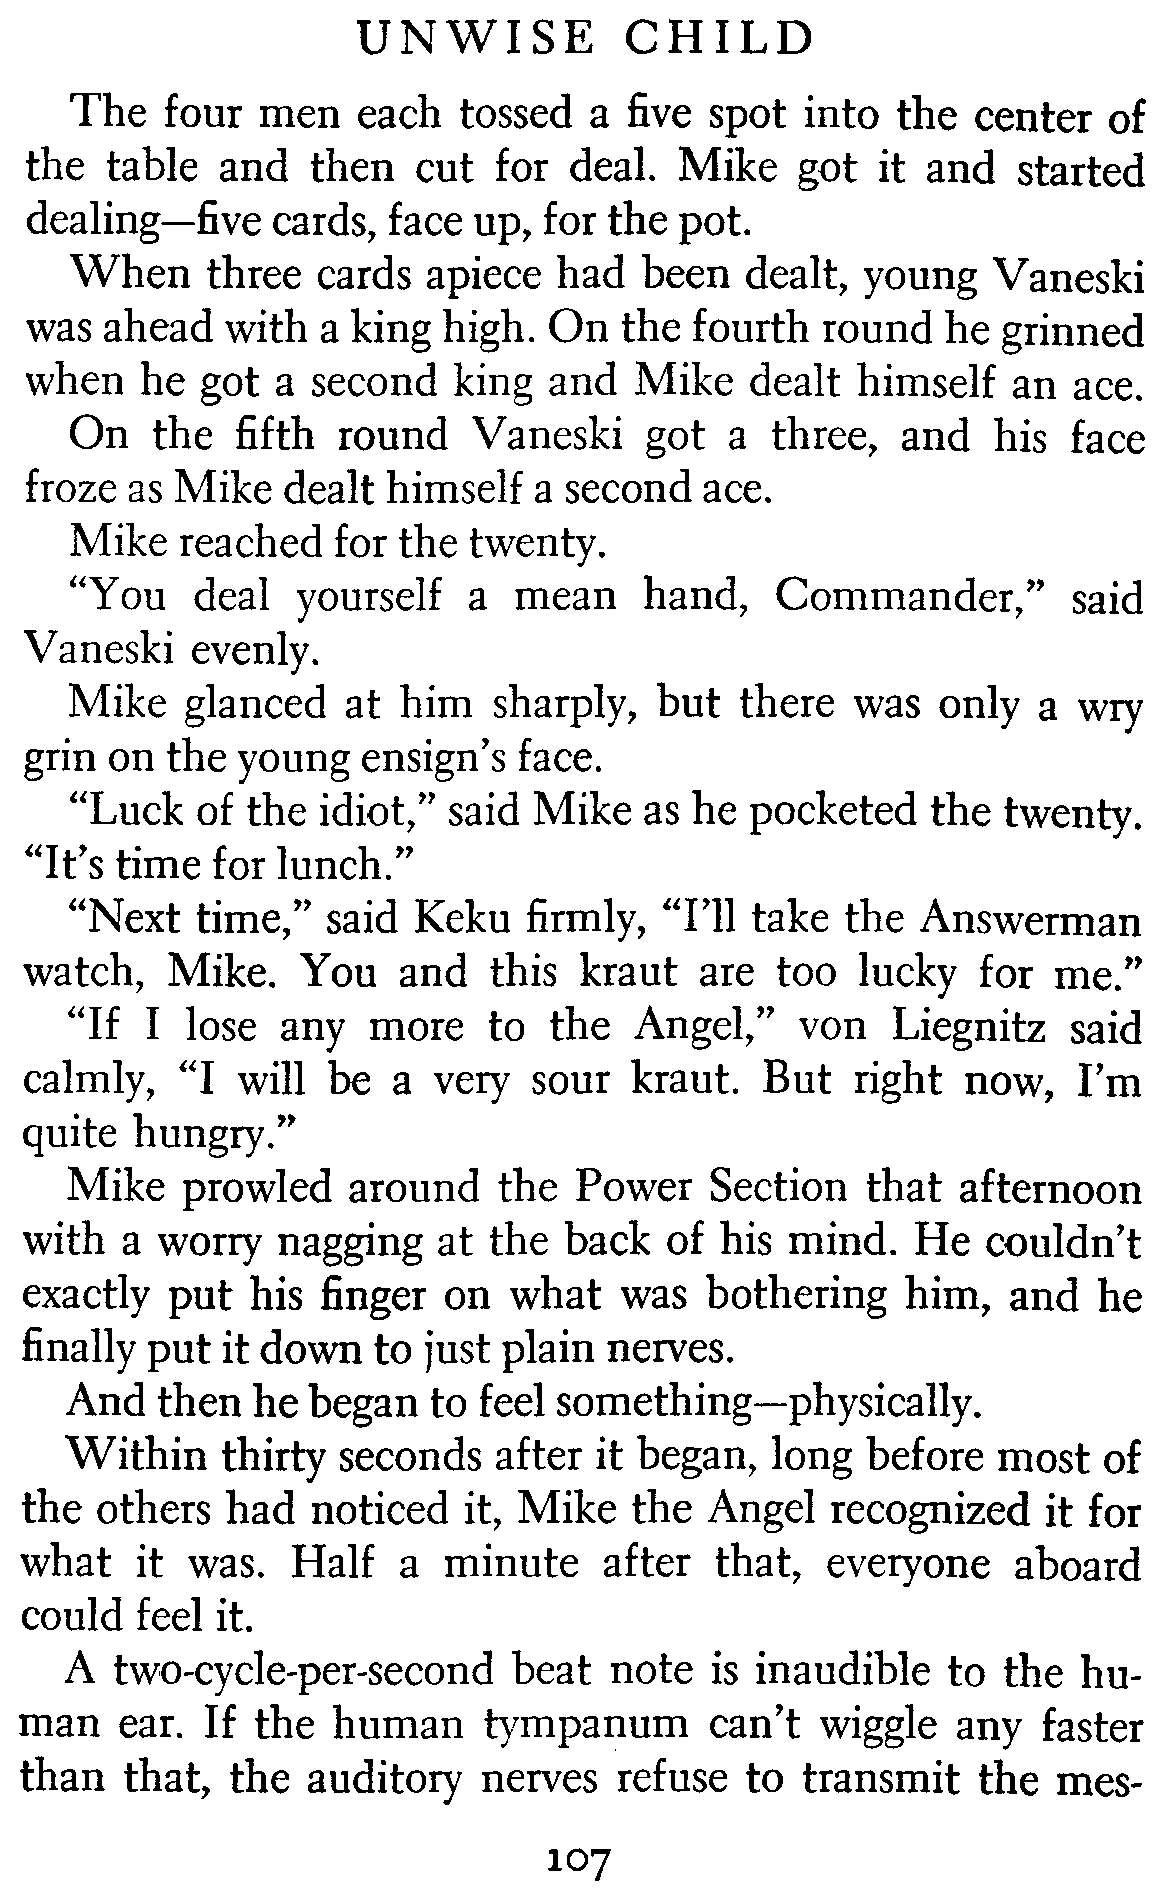 UNWISE CHILD
The four men each tossed a five spot into the center of
the table and then cut for deal. Mike got it and started
dealing—five cards, face up, for the pot.
When three cards apiece had been dealt, young Vaneski
was ahead with a king high. On the fourth round he grinned
when he got a second king and Mike dealt himself an ace.
On the fifth round Vaneski got a three, and his face
froze as Mike dealt himself a second ace.
Mike reached for the twenty.
“You deal yourself a mean hand, Commander,” said
Vaneski evenly.
Mike glanced at him sharply, but there was only a wry
grin on the young ensign’s face.
“Luck of the idiot,” said Mike as he pocketed the twenty.
“It’s time for lunch.”
“Next time,” said Keku firmly, “I’ll take the Answerman
watch, Mike. You and this kraut are too lucky for me.”
“If I lose any more to the Angel,” von Liegnitz said
calmly, “I will be a very sour kraut. But right now, I’m
quite hungry.”
Mike prowled around the Power Section that afternoon
with a worry nagging at the back of his mind. He couldn’t
exactly put his finger on what was bothering him, and he
finally put it down to just plain nerves.
And then he began to feel something—physically.
Within thirty seconds after it began, long before most of
the others had noticed it, Mike the Angel recognized it for
what it was. Half a minute after that, everyone aboard
could feel it.
A two-cycle-per-second beat note is inaudible to the hu-
man ear. If the human tympanum can’t wiggle any faster
than that, the auditory nerves refuse to transmit the mes-
107